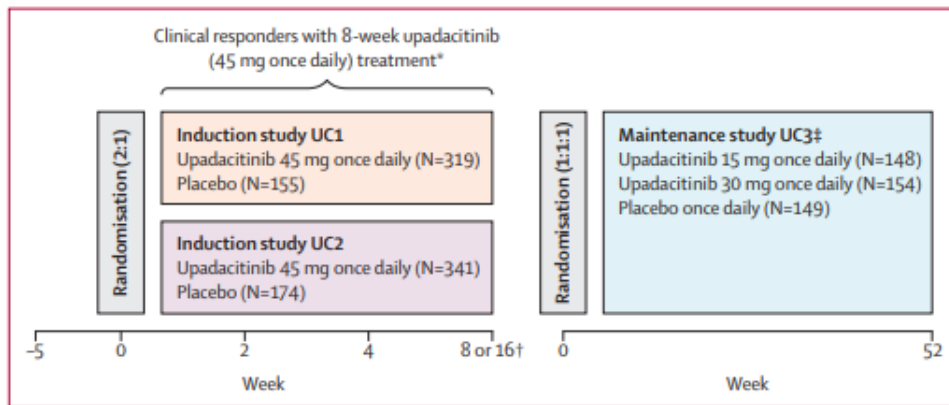 Clinical responders with 8-week upadacitinib
(45 mg once daily) treatment*
Randomisation (2:1)
Induction study UC1
Upadacitinib 45 mg once daily (N=319)
Placebo (N=155)
Induction study UC2
Upadacitinib 45 mg once daily (N=341)
Placebo (N=174)
–5 0 2 4 8 or 16†
Week
Randomisation (1:1:1)
Maintenance study UC3‡
Upadacitinib 15 mg once daily (N=148)
Upadacitinib 30 mg once daily (N=154)
Placebo once daily (N=149)
0 52
Week